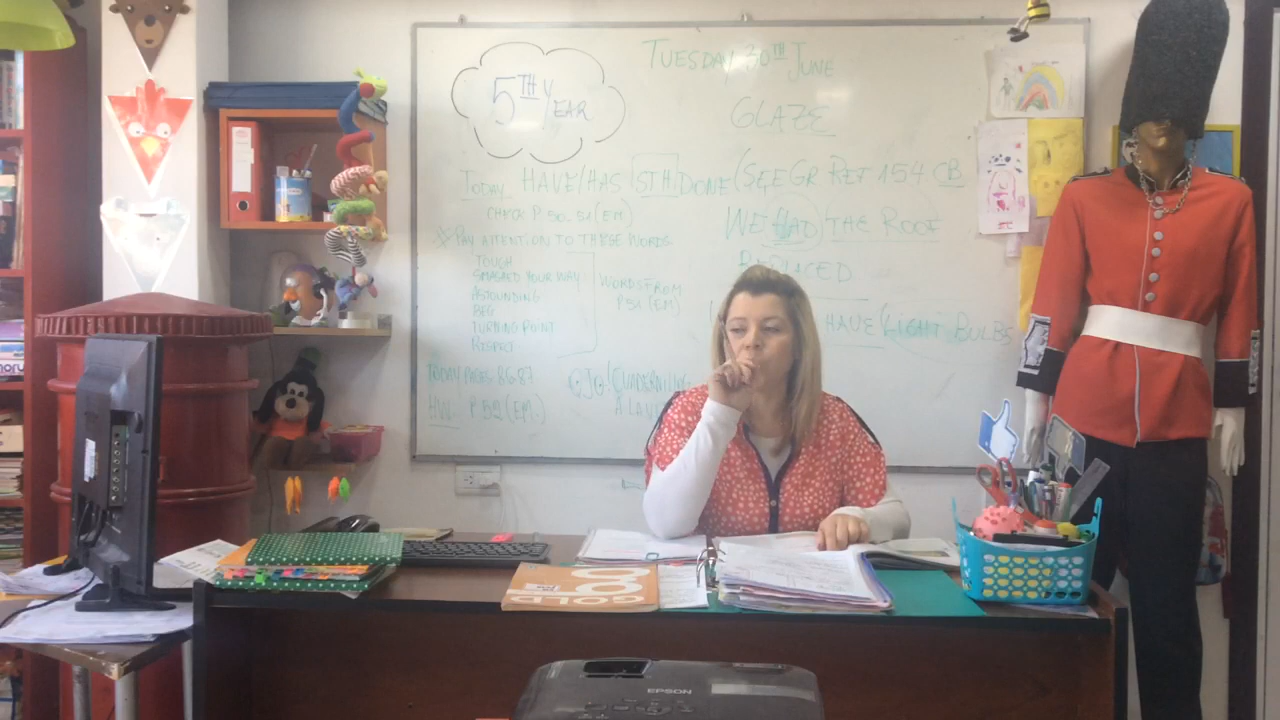 TUESDAY 30TH JUNE
5TH YEAR
GLAZE
TODAY HAVE/HAS STH DONE (SEE GR REF 154 CB
CHECK P. 50-51 (EM)
WE HAD THE ROOF
REPLACED
PAY ATTENTION TO THESE WORDS
TOUGH
SMASHED YOUR WAY
ASTOUNDING
BEG
TURNING POINT
RESPECT
WORDS FROM
P 51 (EM)
HAVE LIGHT BULBS
TODAY PAGES 86-87
HW P. 52 (EM.)
GOLD
EPSON